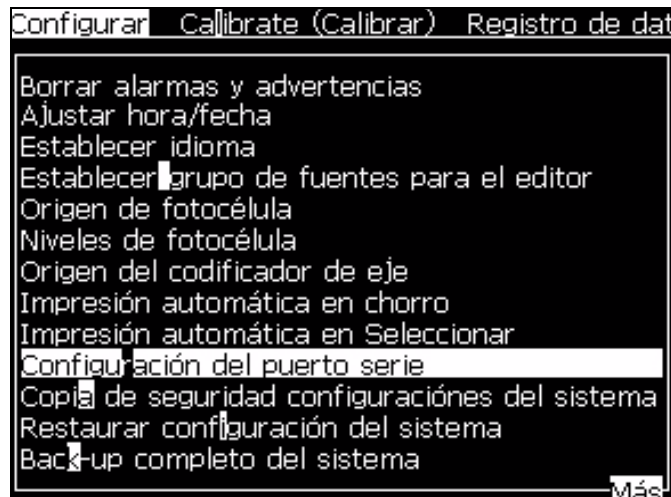 Configurar Calibrate (Calibrar) Registro de dat
Borrar alarmas y advertencias
Ajustar hora/fecha
Establecer idioma
Establecer grupo de fuentes para el editor
Origen de fotocélula
Niveles de fotocélula
Origen del codificador de eje
Impresión automática en chorro
Impresión automática en Seleccionar
Configuración del puerto serie
Copia de seguridad configuraciónes del sistema
Restaurar configuración del sistema
Back-up completo del sistema
Más